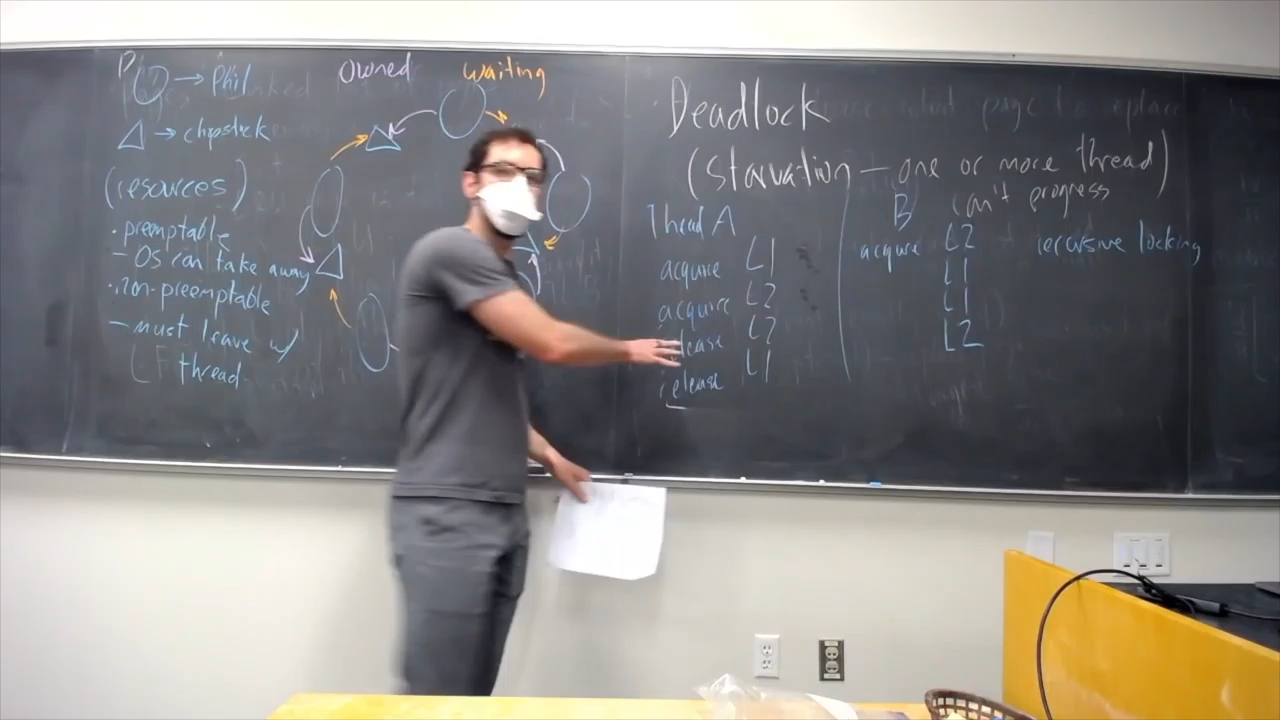 Phil
→ chopstick
(resources)
· preemptable
- OS can take away
· non-preemptable
- must leave w/
thread
Owned
waiting
Deadlock
(Starvation — one or more thread)
can't progress
Thread A
acquire L1
acquire L2
release L2
release L1
B
acquire L2
L1
L1
L2
recursive locking